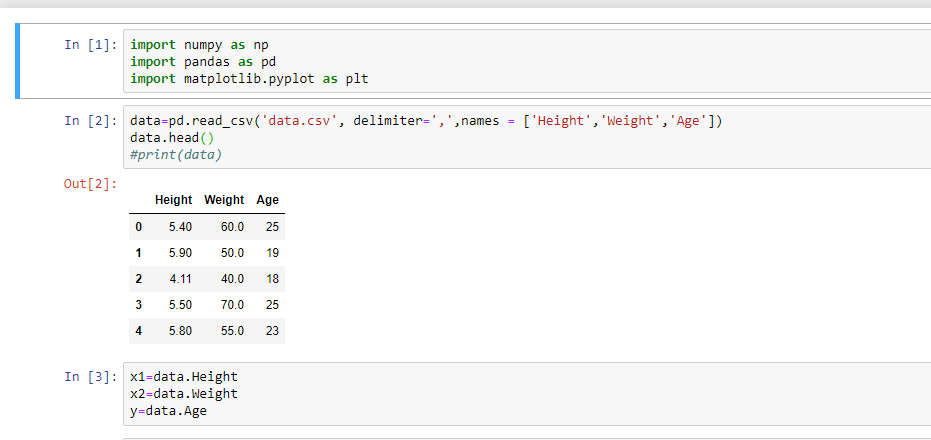 In [1]: import numpy as np
import pandas as pd
import matplotlib.pyplot as plt
In [2]: data=pd.read_csv('data.csv', delimiter=',',names = ['Height','Weight','Age'])
data.head()
#print(data)
Out[2]:
Height Weight Age
0 5.40 60.0 25
1 5.90 50.0 19
2 4.11 40.0 18
3 5.50 70.0 25
4 5.80 55.0 23
In [3]: x1=data.Height
x2=data.Weight
y=data.Age